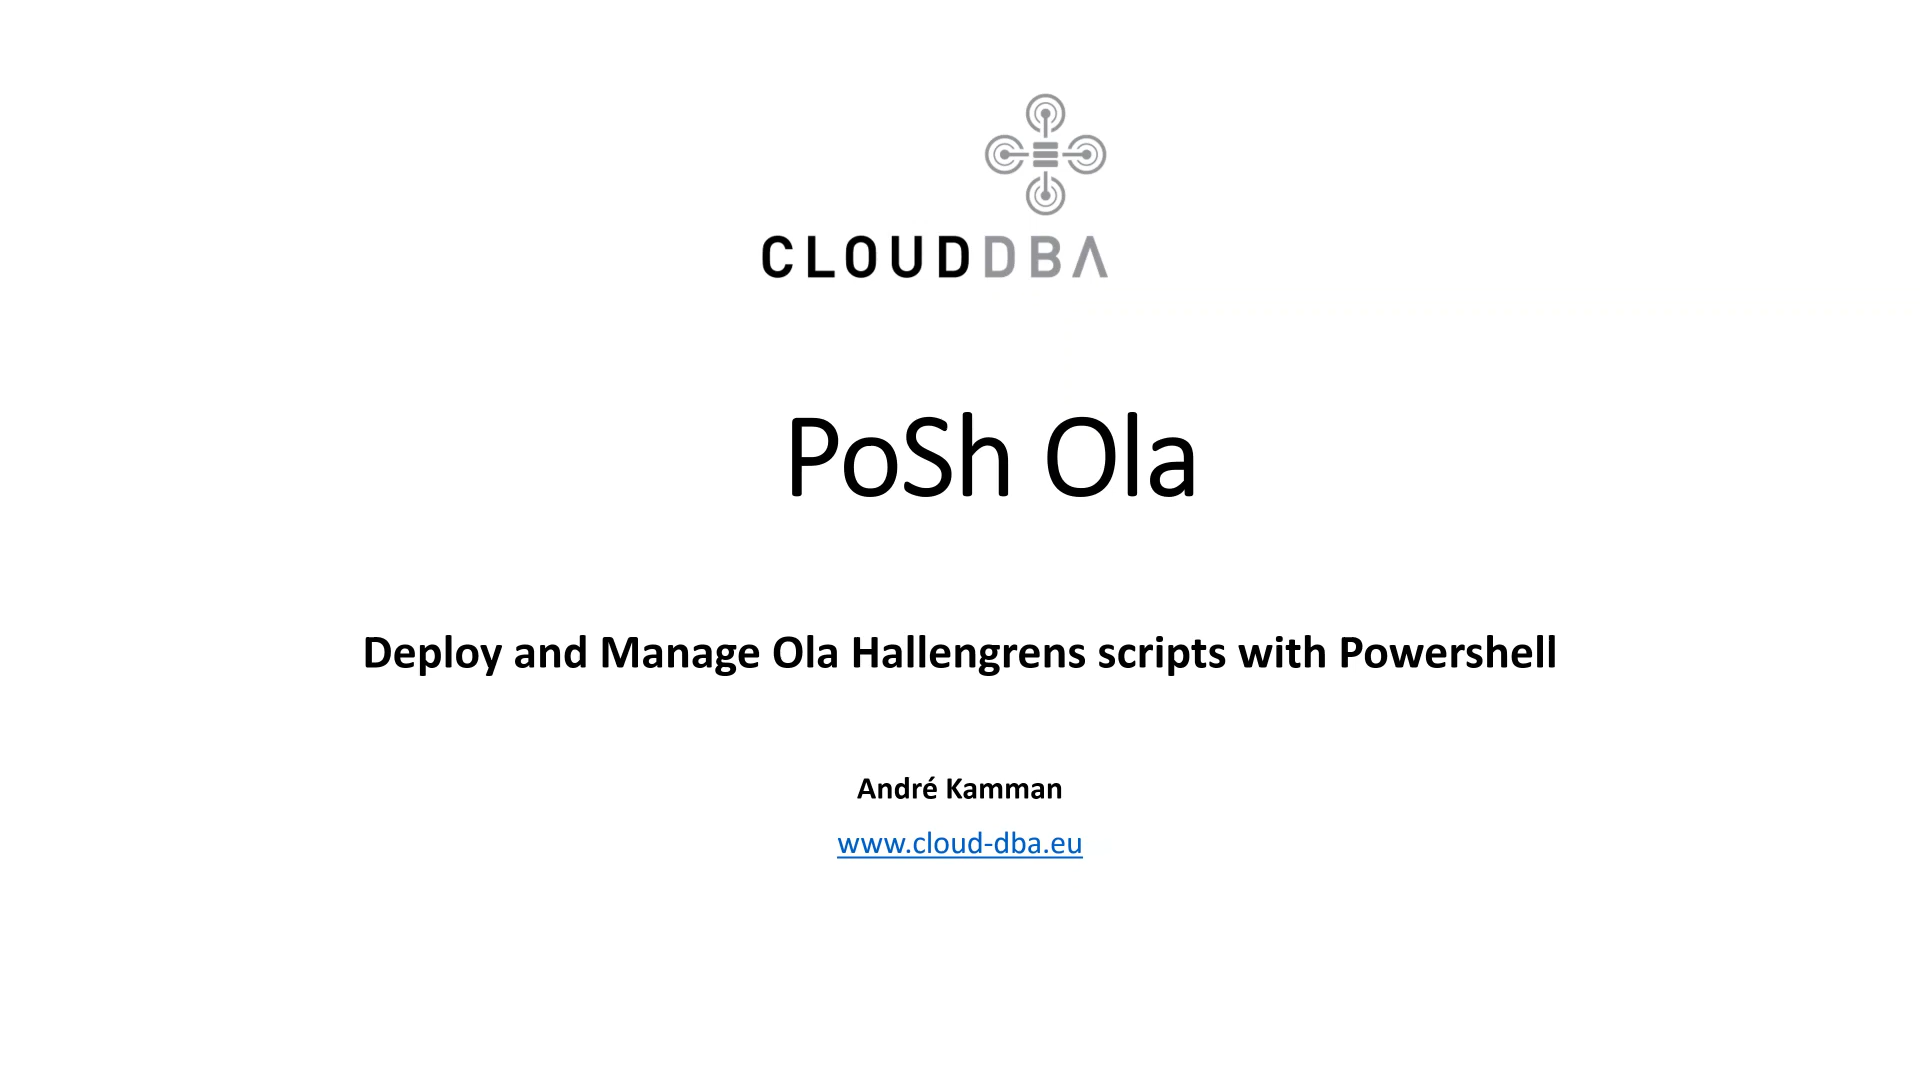 CLOUDDBA
PoSh Ola
Deploy and Manage Ola Hallengrens scripts with Powershell
André Kamman
www.cloud-dba.eu